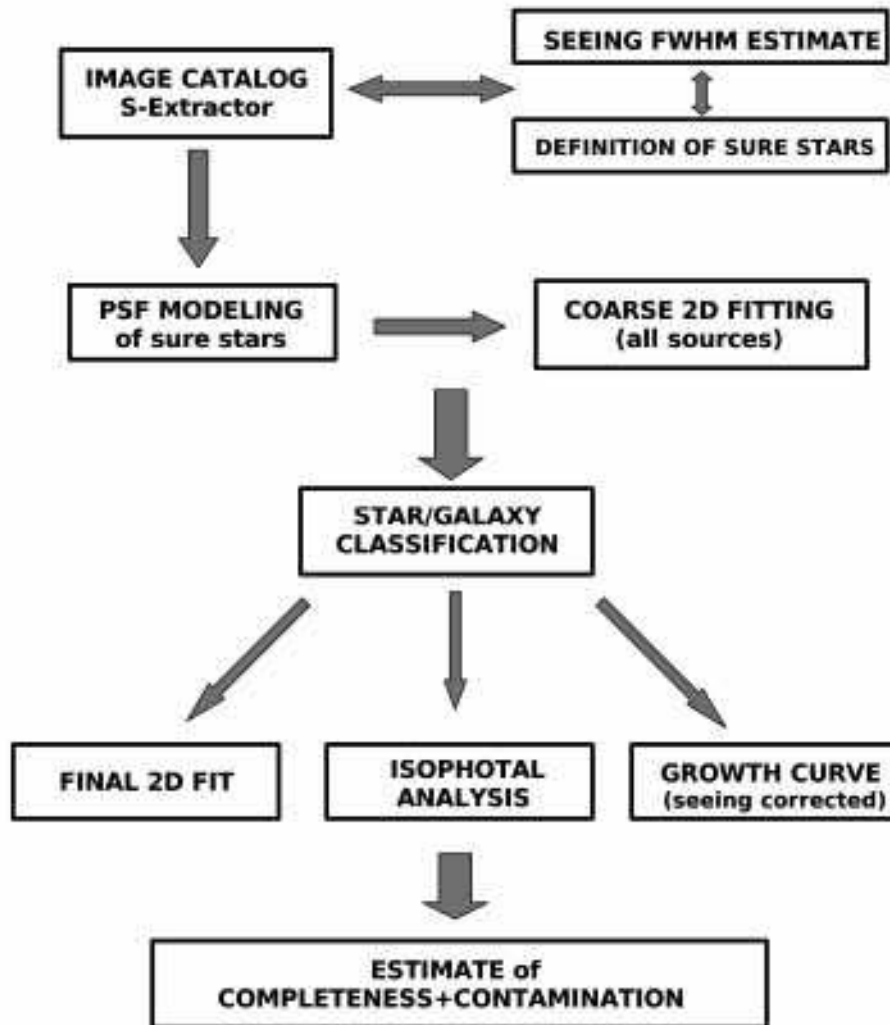 SEEING FWHM ESTIMATE
IMAGE CATALOG
S-Extractor
DEFINITION OF SURE STARS
PSF MODELING
of sure stars
COARSE 2D FITTING
(all sources)
STAR/GALAXY
CLASSIFICATION
FINAL 2D FIT
ISOPHOTAL
ANALYSIS
GROWTH CURVE
(seeing corrected)
ESTIMATE of
COMPLETENESS+CONTAMINATION